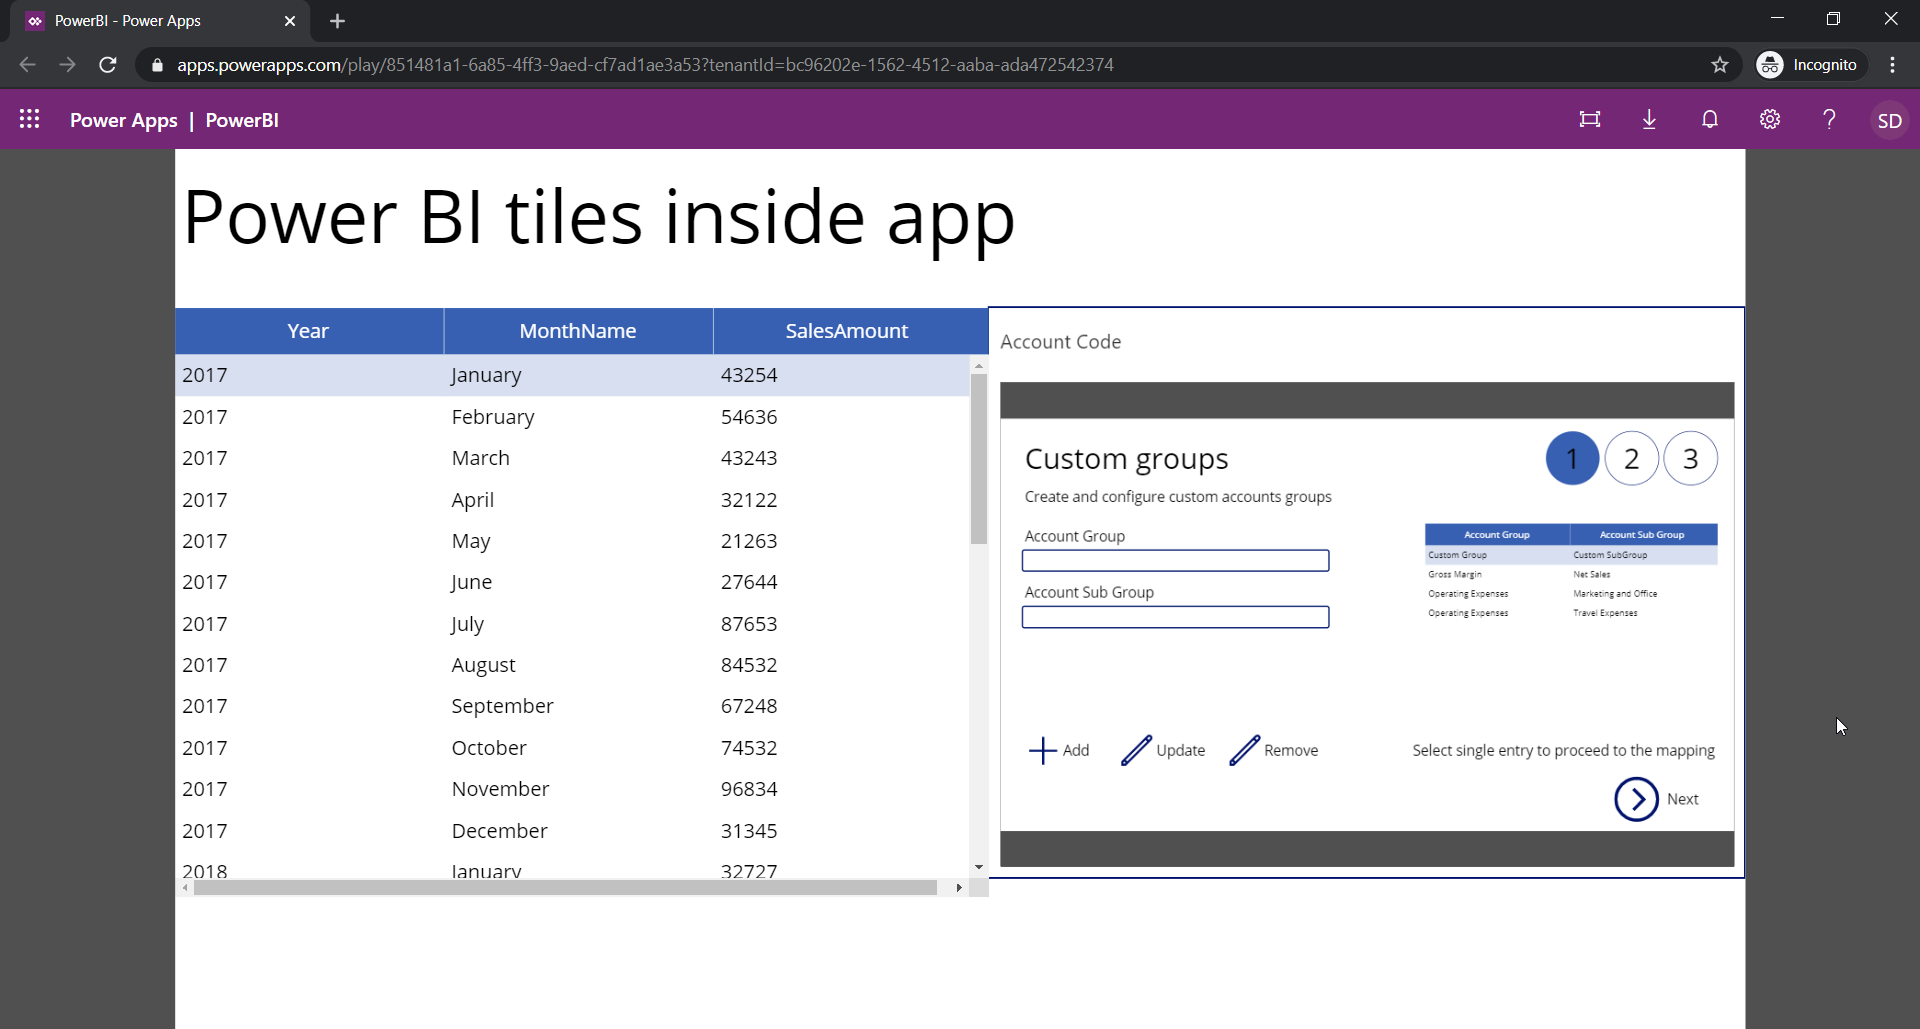 PowerBI - Power Apps
apps.powerapps.com/play/851481a1-6a85-4ff3-9aed-cf7ad1ae3a53?tenantId=bc96202e-1562-4512-aaba-ada472542374
Incognito
Power Apps | PowerBI
SD
Power BI tiles inside app
Year MonthName SalesAmount
2017 January 43254
2017 February 54636
2017 March 43243
2017 April 32122
2017 May 21263
2017 June 27644
2017 July 87653
2017 August 84532
2017 September 67248
2017 October 74532
2017 November 96834
2017 December 31345
2018 January 32727
Account Code
Custom groups
1 2 3
Create and configure custom accounts groups
Account Group
Account Sub Group
Account Group Account Sub Group
Custom Group Custom SubGroup
Gross Margin Net Sales
Operating Expenses Marketing and Office
Operating Expenses Travel Expenses
Add Update Remove
Select single entry to proceed to the mapping
Next